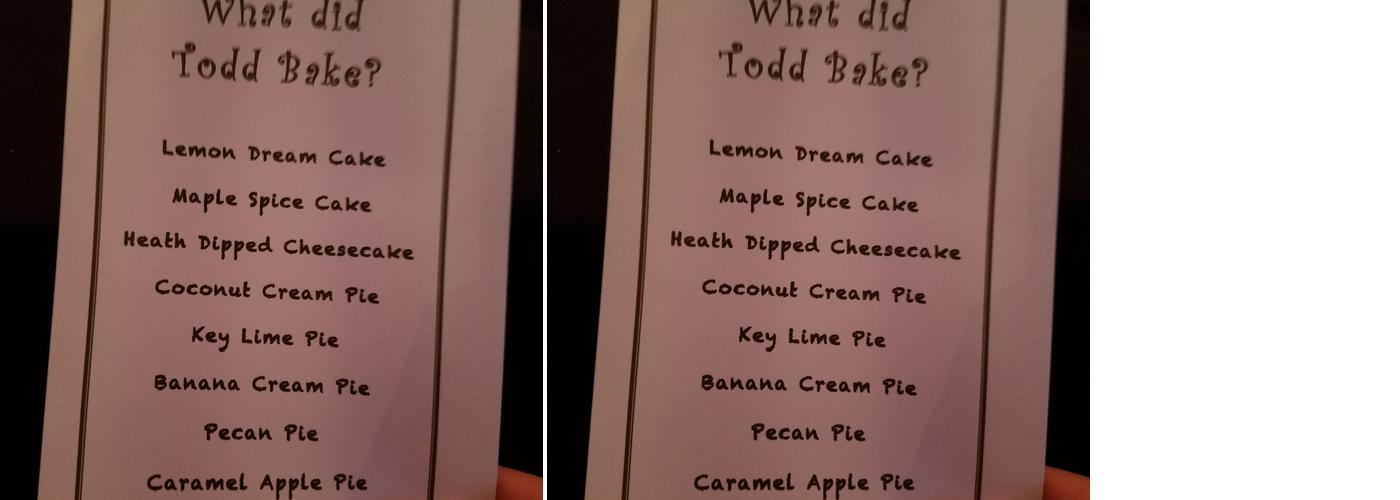 What did
Todd Bake?
Lemon Dream Cake
Maple Spice Cake
Heath Dipped Cheesecake
Coconut Cream Pie
Key Lime Pie
Banana Cream Pie
Pecan Pie
Caramel Apple Pie
What did
Todd Bake?
Lemon Dream Cake
Maple Spice Cake
Heath Dipped Cheesecake
Coconut Cream Pie
Key Lime Pie
Banana Cream Pie
Pecan Pie
Caramel Apple Pie